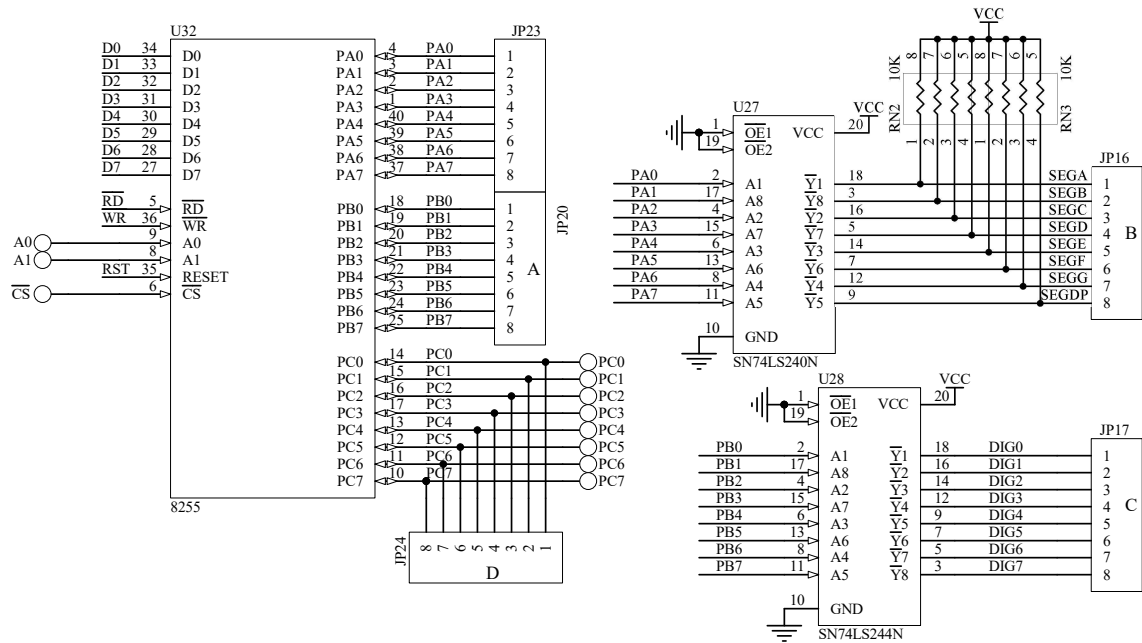 U32
D0 34 D0
D1 33 D1
D2 32 D2
D3 31 D3
D4 30 D4
D5 29 D5
D6 28 D6
D7 27 D7
RD 5 RD
WR 36 WR
A0 9 A0
A1 8 A1
RST 35 RESET
CS 6 CS
8255
JP23
PA0 4 PA0 1
PA1 3 PA1 2
PA2 2 PA2 3
PA3 1 PA3 4
PA4 40 PA4 5
PA5 39 PA5 6
PA6 38 PA6 7
PA7 37 PA7 8
PB0 18 PB0 1
PB1 19 PB1 2
PB2 20 PB2 3
PB3 21 PB3 4
PB4 22 PB4 5
PB5 23 PB5 6
PB6 24 PB6 7
PB7 25 PB7 8
JP20
A
PC0 14 PC0 PC0
PC1 15 PC1 PC1
PC2 16 PC2 PC2
PC3 17 PC3 PC3
PC4 13 PC4 PC4
PC5 12 PC5 PC5
PC6 11 PC6 PC6
PC7 10 PC7 PC7
JP24
8 7 6 5 4 3 2 1
D
VCC
10K
8 7 6 5 8 7 6 5
10K
RN2
RN3
1 2 3 4 1 2 3 4
U27
1 OE1 VCC 20 VCC
19 OE2
PA0 2 A1 Y1 18 SEGA 1
PA1 17 A8 Y8 3 SEGB 2
PA2 4 A2 Y2 16 SEGC 3
PA3 15 A7 Y7 5 SEGD 4
PA4 6 A3 Y3 14 SEGE 5
PA5 13 A6 Y6 7 SEGF 6
PA6 8 A4 Y4 12 SEGG 7
PA7 11 A5 Y5 9 SEGDP 8
10 GND
SN74LS240N
JP16
B
U28
1 OE1 VCC 20 VCC
19 OE2
PB0 2 A1 Y1 18 DIG0 1
PB1 17 A8 Y2 16 DIG1 2
PB2 4 A2 Y3 14 DIG2 3
PB3 15 A7 Y4 12 DIG3 4
PB4 6 A3 Y5 9 DIG4 5
PB5 13 A6 Y6 7 DIG5 6
PB6 8 A4 Y7 5 DIG6 7
PB7 11 A5 Y8 3 DIG7 8
10 GND
SN74LS244N
JP17
C